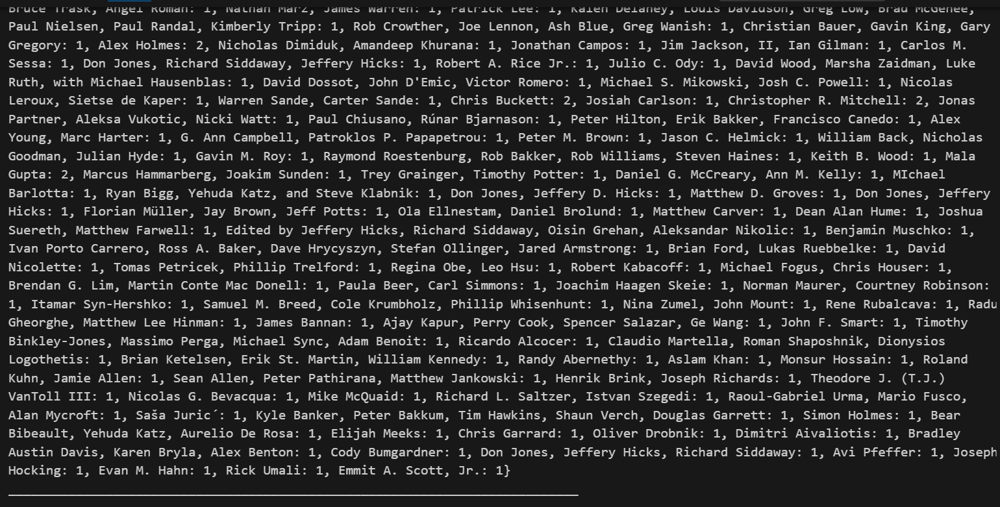 Bruce Trask, Angel Roman: 1, Nathan Marz, James Warren: 1, Patrick Lee: 1, Kalen Delaney, Louis Davidson, Greg Low, Brad McGehee,
Paul Nielsen, Paul Randal, Kimberly Tripp: 1, Rob Crowther, Joe Lennon, Ash Blue, Greg Wanish: 1, Christian Bauer, Gavin King, Gary
Gregory: 1, Alex Holmes: 2, Nicholas Dimiduk, Amandeep Khurana: 1, Jonathan Campos: 1, Jim Jackson, II, Ian Gilman: 1, Carlos M.
Sessa: 1, Don Jones, Richard Siddaway, Jeffery Hicks: 1, Robert A. Rice Jr.: 1, Julio C. Ody: 1, David Wood, Marsha Zaidman, Luke
Ruth, with Michael Hausenblas: 1, David Dossot, John D'Emic, Victor Romero: 1, Michael S. Mikowski, Josh C. Powell: 1, Nicolas
Leroux, Sietse de Kaper: 1, Warren Sande, Carter Sande: 1, Chris Buckett: 2, Josiah Carlson: 1, Christopher R. Mitchell: 2, Jonas
Partner, Aleksa Vukotic, Nicki Watt: 1, Paul Chiusano, Rúnar Bjarnason: 1, Peter Hilton, Erik Bakker, Francisco Canedo: 1, Alex
Young, Marc Harter: 1, G. Ann Campbell, Patroklos P. Papapetrou: 1, Peter M. Brown: 1, Jason C. Helmick: 1, William Back, Nicholas
Goodman, Julian Hyde: 1, Gavin M. Roy: 1, Raymond Roestenburg, Rob Bakker, Rob Williams, Steven Haines: 1, Keith B. Wood: 1, Mala
Gupta: 2, Marcus Hammarberg, Joakim Sunden: 1, Trey Grainger, Timothy Potter: 1, Daniel G. McCreary, Ann M. Kelly: 1, MIchael
Barlotta: 1, Ryan Bigg, Yehuda Katz, and Steve Klabnik: 1, Don Jones, Jeffery D. Hicks: 1, Matthew D. Groves: 1, Don Jones, Jeffery
Hicks: 1, Florian Müller, Jay Brown, Jeff Potts: 1, Ola Ellnestam, Daniel Brolund: 1, Matthew Carver: 1, Dean Alan Hume: 1, Joshua
Suereth, Matthew Farwell: 1, Edited by Jeffery Hicks, Richard Siddaway, Oisin Grehan, Aleksandar Nikolic: 1, Benjamin Muschko: 1,
Ivan Porto Carrero, Ross A. Baker, Dave Hrycyszyn, Stefan Ollinger, Jared Armstrong: 1, Brian Ford, Lukas Ruebbelke: 1, David
Nicolette: 1, Tomas Petricek, Phillip Trelford: 1, Regina Obe, Leo Hsu: 1, Robert Kabacoff: 1, Michael Fogus, Chris Houser: 1,
Brendan G. Lim, Martin Conte Mac Donell: 1, Paula Beer, Carl Simmons: 1, Joachim Haagen Skeie: 1, Norman Maurer, Courtney Robinson:
1, Itamar Syn-Hershko: 1, Samuel M. Breed, Cole Krumbholz, Phillip Whisenhunt: 1, Nina Zumel, John Mount: 1, Rene Rubalcava: 1, Radu
Gheorghe, Matthew Lee Hinman: 1, James Bannan: 1, Ajay Kapur, Perry Cook, Spencer Salazar, Ge Wang: 1, John F. Smart: 1, Timothy
Binkley-Jones, Massimo Perga, Michael Sync, Adam Benoit: 1, Ricardo Alcocer: 1, Claudio Martella, Roman Shaposhnik, Dionysios
Logothetis: 1, Brian Ketelsen, Erik St. Martin, William Kennedy: 1, Randy Abernethy: 1, Aslam Khan: 1, Monsur Hossain: 1, Roland
Kuhn, Jamie Allen: 1, Sean Allen, Peter Pathirana, Matthew Jankowski: 1, Henrik Brink, Joseph Richards: 1, Theodore J. (T.J.)
VanToll III: 1, Nicolas G. Bevacqua: 1, Mike McQuaid: 1, Richard L. Saltzer, Istvan Szegedi: 1, Raoul-Gabriel Urma, Mario Fusco,
Alan Mycroft: 1, Saša Juric´: 1, Kyle Banker, Peter Bakkum, Tim Hawkins, Shaun Verch, Douglas Garrett: 1, Simon Holmes: 1, Bear
Bibeault, Yehuda Katz, Aurelio De Rosa: 1, Elijah Meeks: 1, Chris Garrard: 1, Oliver Drobnik: 1, Dimitri Aivaliotis: 1, Bradley
Austin Davis, Karen Bryla, Alex Benton: 1, Cody Bumgardner: 1, Don Jones, Jeffery Hicks, Richard Siddaway: 1, Avi Pfeffer: 1, Joseph
Hocking: 1, Evan M. Hahn: 1, Rick Umali: 1, Emmit A. Scott, Jr.: 1}